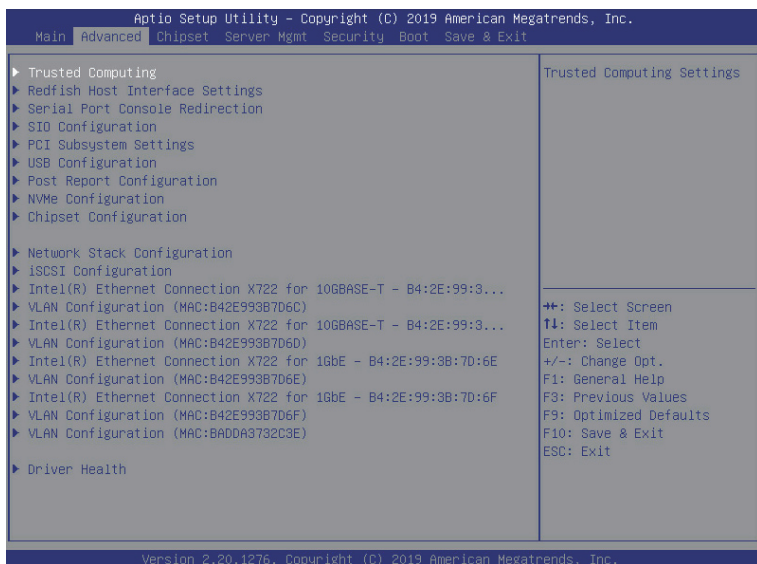 Aptio Setup Utility – Copyright (C) 2019 American Megatrends, Inc.
Main Advanced Chipset Server Mgmt Security Boot Save & Exit
▶ Trusted Computing
▶ Redfish Host Interface Settings
▶ Serial Port Console Redirection
▶ SIO Configuration
▶ PCI Subsystem Settings
▶ USB Configuration
▶ Post Report Configuration
▶ NVMe Configuration
▶ Chipset Configuration
▶ Network Stack Configuration
▶ iSCSI Configuration
▶ Intel(R) Ethernet Connection X722 for 10GBASE-T - B4:2E:99:3...
▶ VLAN Configuration (MAC:B42E993B7D6C)
▶ Intel(R) Ethernet Connection X722 for 10GBASE-T - B4:2E:99:3...
▶ VLAN Configuration (MAC:B42E993B7D6D)
▶ Intel(R) Ethernet Connection X722 for 1GbE - B4:2E:99:3B:7D:6E
▶ VLAN Configuration (MAC:B42E993B7D6E)
▶ Intel(R) Ethernet Connection X722 for 1GbE - B4:2E:99:3B:7D:6F
▶ VLAN Configuration (MAC:B42E993B7D6F)
▶ VLAN Configuration (MAC:BADDA3732C3E)
▶ Driver Health
Trusted Computing Settings
→←: Select Screen
↑↓: Select Item
Enter: Select
+/-: Change Opt.
F1: General Help
F3: Previous Values
F9: Optimized Defaults
F10: Save & Exit
ESC: Exit
Version 2.20.1276. Copyright (C) 2019 American Megatrends, Inc.